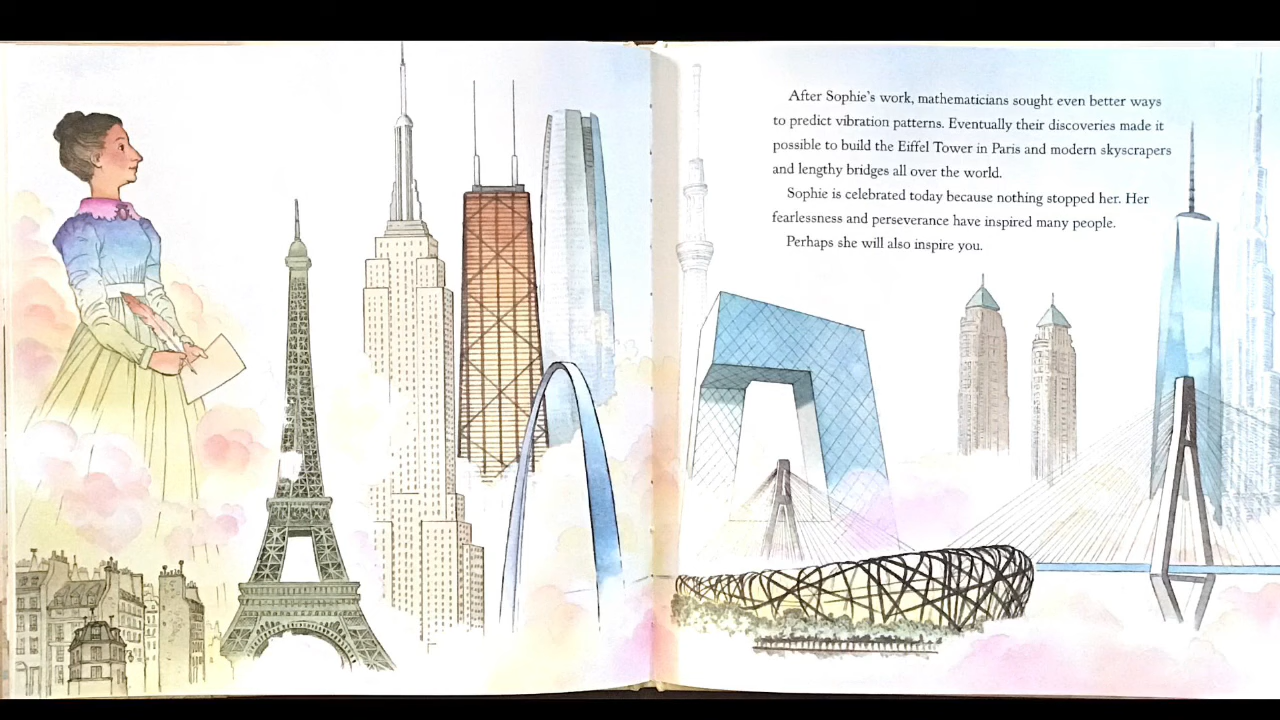 After Sophie's work, mathematicians sought even better ways
to predict vibration patterns. Eventually their discoveries made it
possible to build the Eiffel Tower in Paris and modern skyscrapers
and lengthy bridges all over the world.
Sophie is celebrated today because nothing stopped her. Her
fearlessness and perseverance have inspired many people.
Perhaps she will also inspire you.